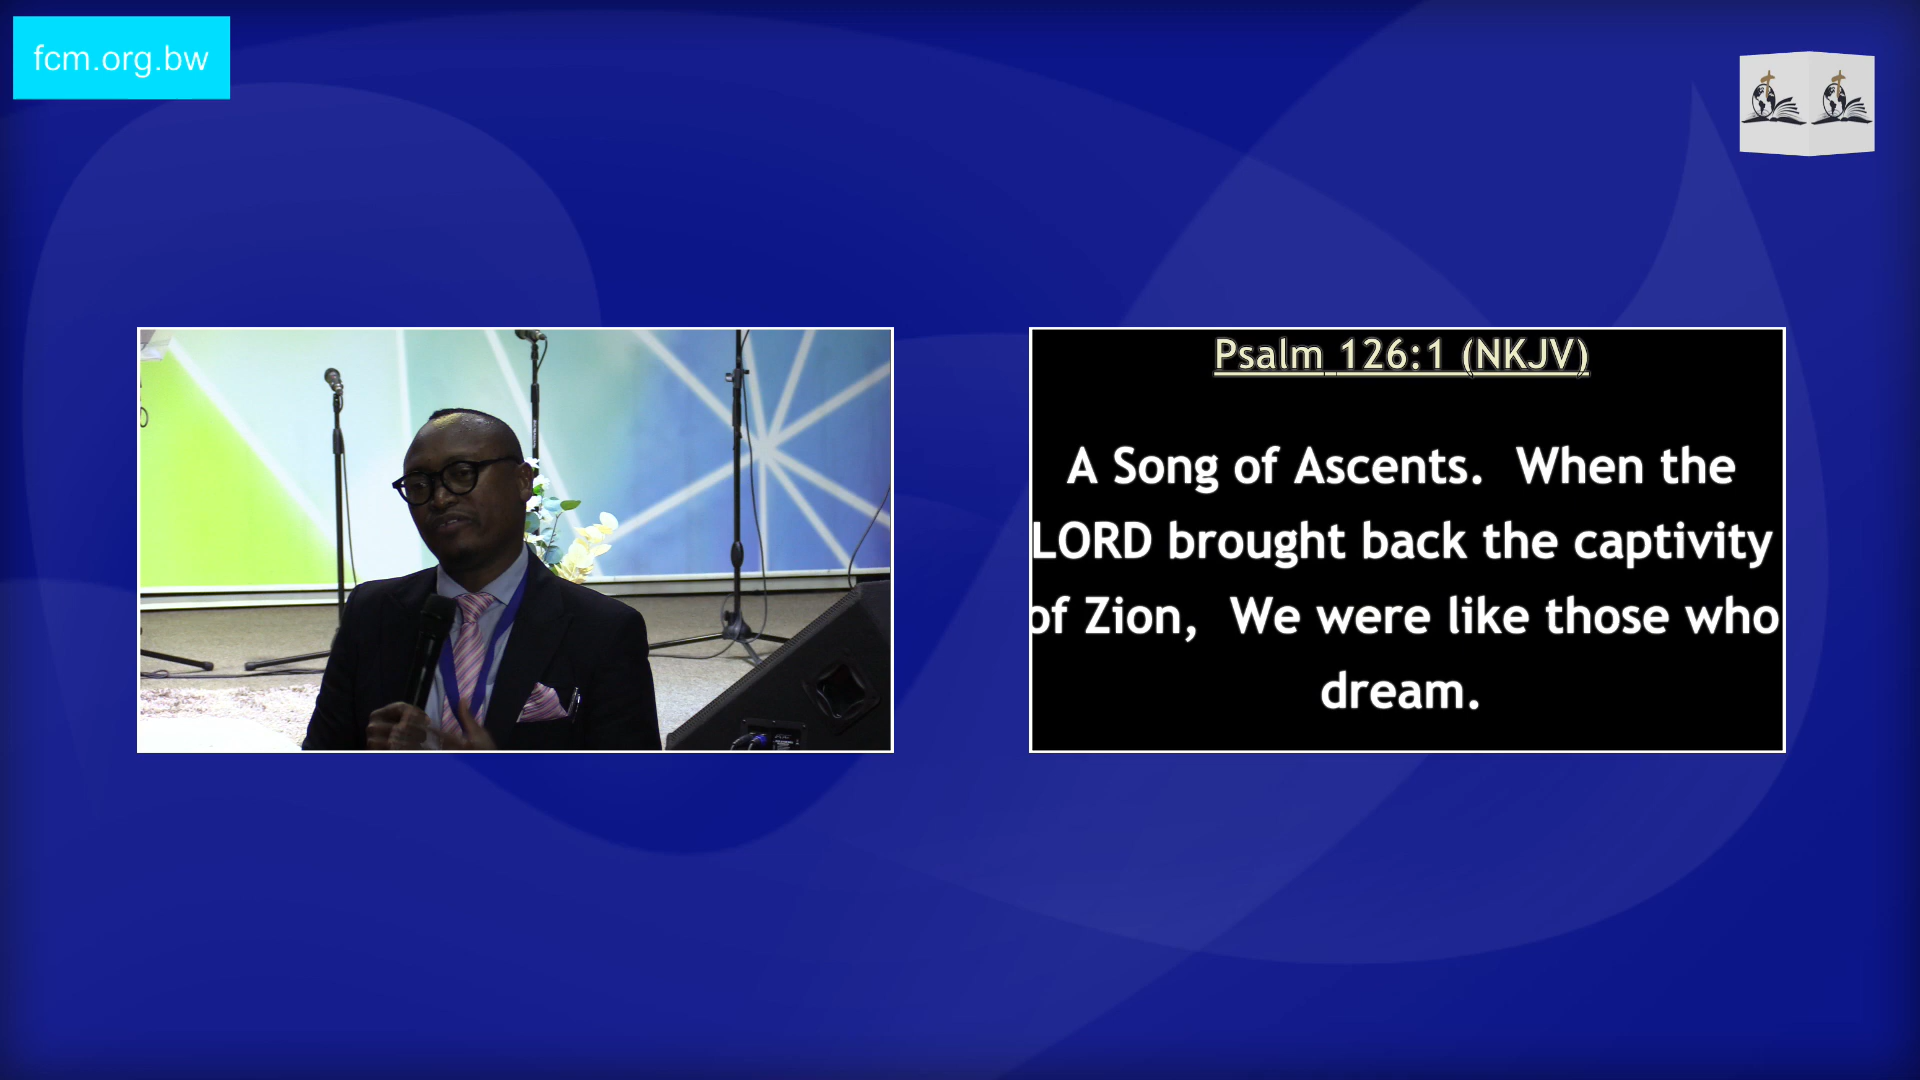 fcm.org.bw
Psalm 126:1 (NKJV)
A Song of Ascents. When the
LORD brought back the captivity
of Zion, We were like those who
dream.